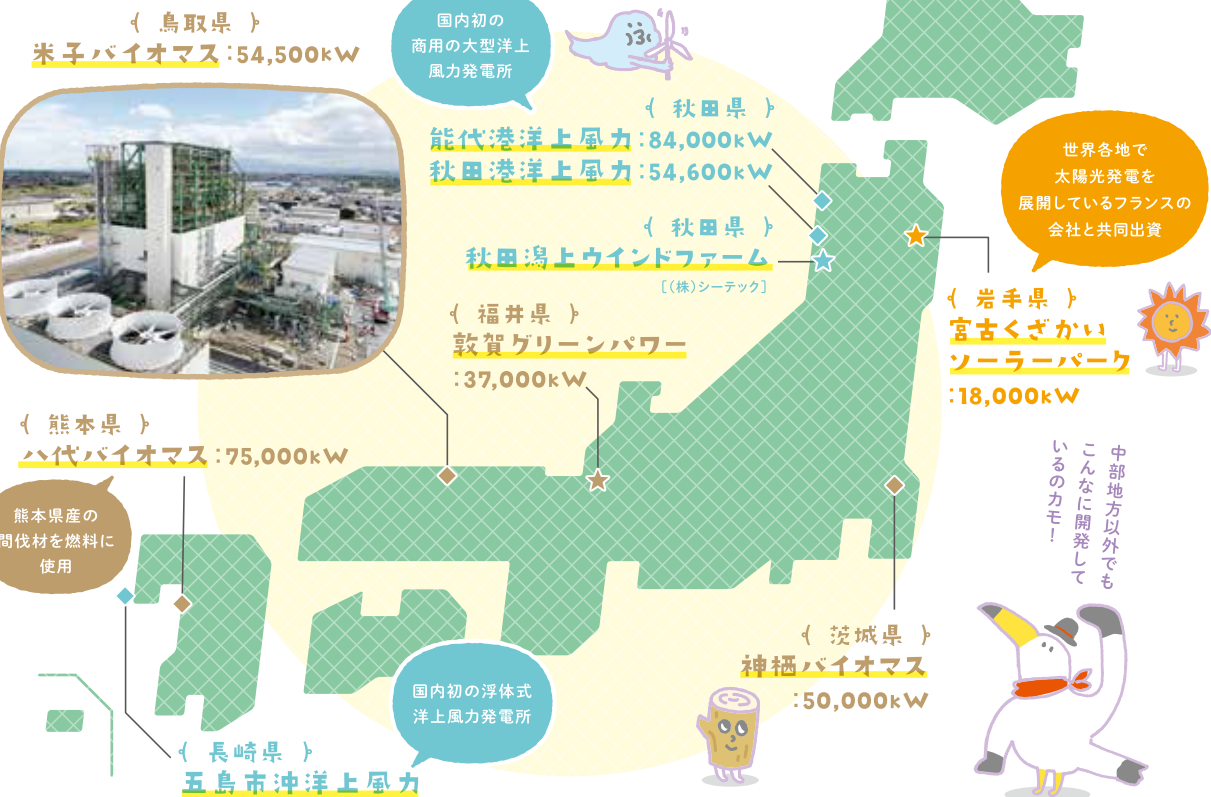 鳥取県
米子バイオマス：54,500kW
国内初の
商用の大型洋上
風力発電所
ふ
秋田県
能代港洋上風力：84,000kW
秋田港洋上風力：54,600kW
秋田県
秋田潟上ウインドファーム
[(株)シーテック]
世界各地で
太陽光発電を
展開しているフランスの
会社と共同出資
岩手県
宮古くざかい
ソーラーパーク
：18,000kW
福井県
敦賀グリーンパワー
：37,000kW
熊本県
八代バイオマス：75,000kW
熊本県産の
間伐材を燃料に
使用
中部地方以外でも
こんなに開発して
いるのカモ！
茨城県
神栖バイオマス
：50,000kW
国内初の浮体式
洋上風力発電所
長崎県
五島市沖洋上風力